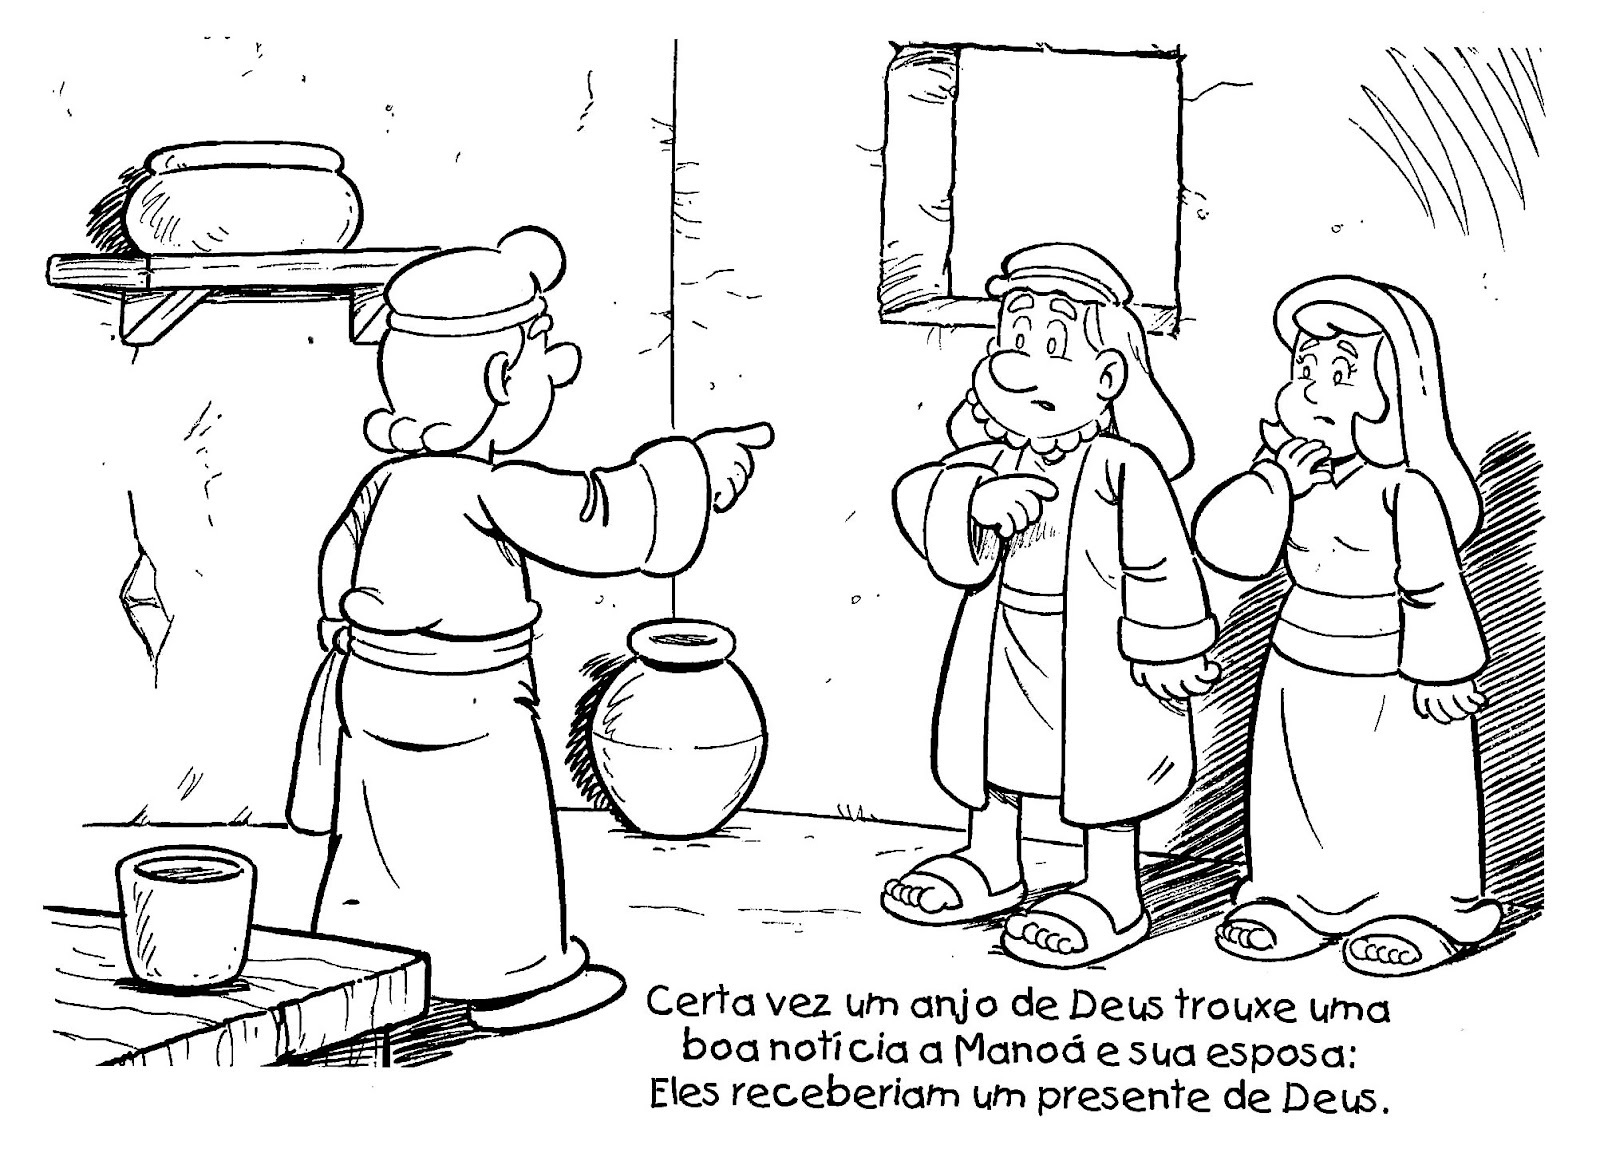 Certa vez um anjo de Deus trouxe uma
boa notícia a Manoá e sua esposa:
Eles receberiam um presente de Deus.